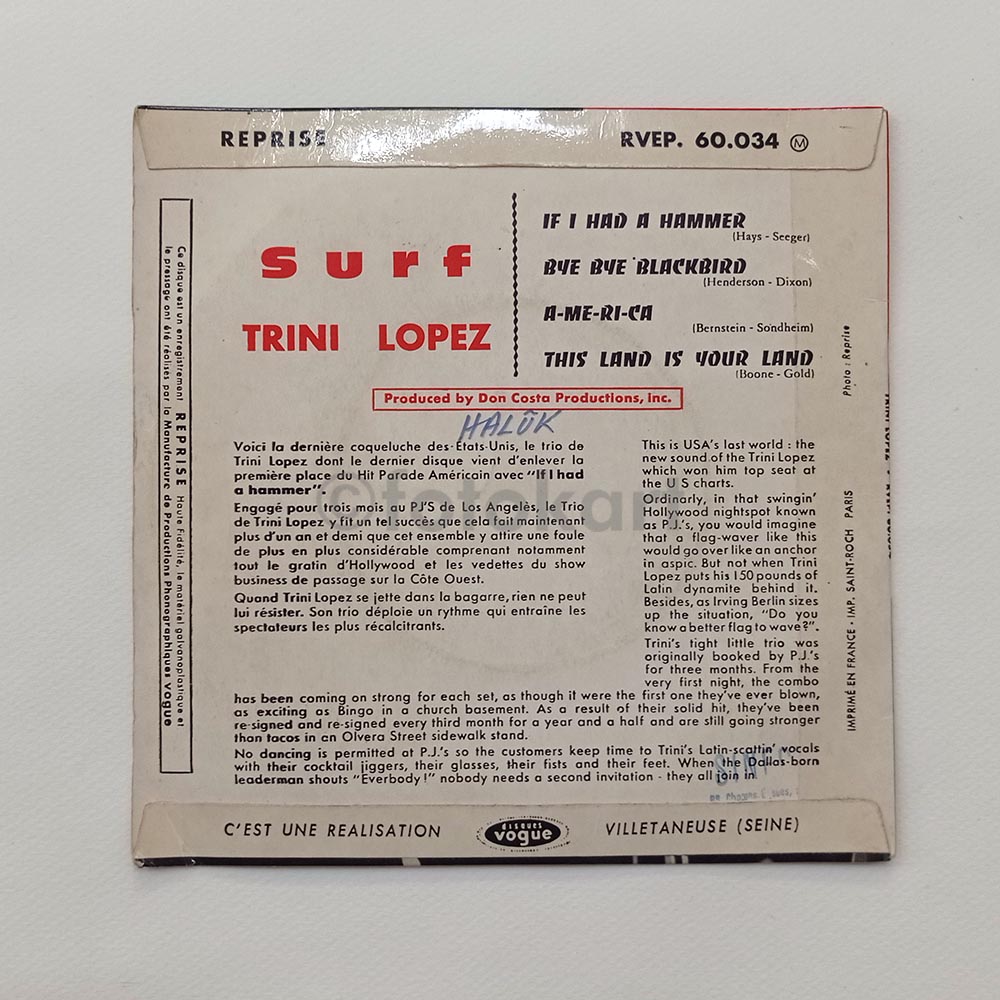 REPRISE
RVEP. 60.034 Ⓜ
Surf
TRINI LOPEZ
IF I HAD A HAMMER
(Hays - Seeger)
BYE BYE BLACKBIRD
(Henderson - Dixon)
A-ME-RI-CA
(Bernstein - Sondheim)
THIS LAND IS YOUR LAND
(Boone - Gold)
Produced by Don Costa Productions, Inc.
HALÛK
Voici la dernière coqueluche des Etats-Unis, le trio de
Trini Lopez dont le dernier disque vient d'enlever la
première place du Hit Parade Américain avec “If I had
a hammer”.
Engagé pour trois mois au PJ'S de Los Angelès, le Trio
de Trini Lopez y fit un tel succès que cela fait maintenant
plus d'un an et demi que cet ensemble y attire une foule
de plus en plus considérable comprenant notamment
tout le gratin d'Hollywood et les vedettes du show
business de passage sur la Côte Ouest.
Quand Trini Lopez se jette dans la bagarre, rien ne peut
lui résister. Son trio déploie un rythme qui entraîne les
spectateurs les plus récalcitrants.
This is USA's last world : the
new sound of the Trini Lopez
which won him top seat at
the U S charts.
Ordinarly, in that swingin'
Hollywood nightspot known
as P.J.'s, you would imagine
that a flag-waver like this
would go over like an anchor
in aspic. But not when Trini
Lopez puts his 150 pounds of
Latin dynamite behind it.
Besides, as Irving Berlin sizes
up the situation, “Do you
know a better flag to wave?”.
Trini's tight little trio was
originally booked by P.J.'s
for three months. From the
very first night, the combo
has been coming on strong for each set, as though it were the first one they've ever blown,
as exciting as Bingo in a church basement. As a result of their solid hit, they've been
re-signed and re-signed every third month for a year and a half and are still going stronger
than tacos in an Olvera Street sidewalk stand.
No dancing is permitted at P.J.'s so the customers keep time to Trini's Latin-scattin' vocals
with their cocktail jiggers, their glasses, their fists and their feet. When the Dallas-born
leaderman shouts “Everbody!” nobody needs a second invitation - they all join in
Ce disque est un enregistrement REPRISE Haute Fidélité, le matériel galvanoplastique et
le pressage ont été réalisés par la Manufacture de Productions Phonographiques VOGUE
Photo : Reprise
IMPRIMÉ EN FRANCE - IMP. SAINT-ROCH PARIS
©fotokart
C'EST UNE REALISATION
disques
vogue
VILLETANEUSE (SEINE)